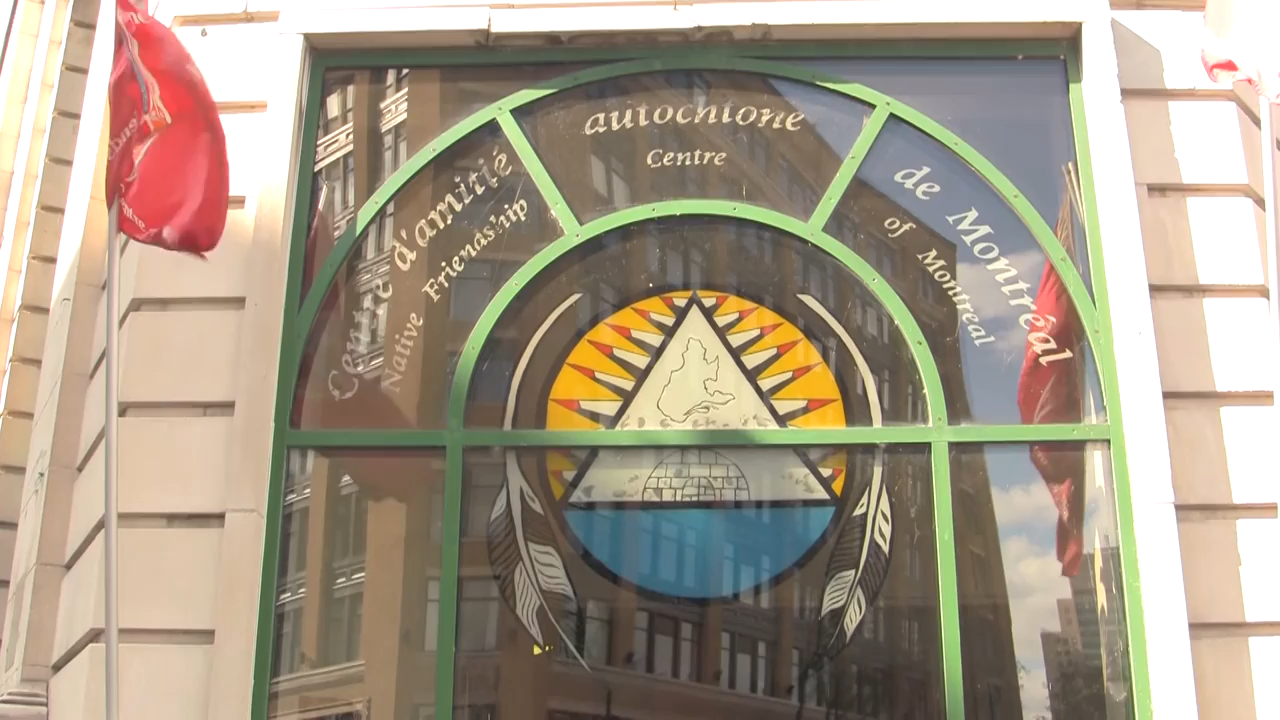 Centre d'amitié autochtone de Montréal
Native Friendship Centre of Montreal